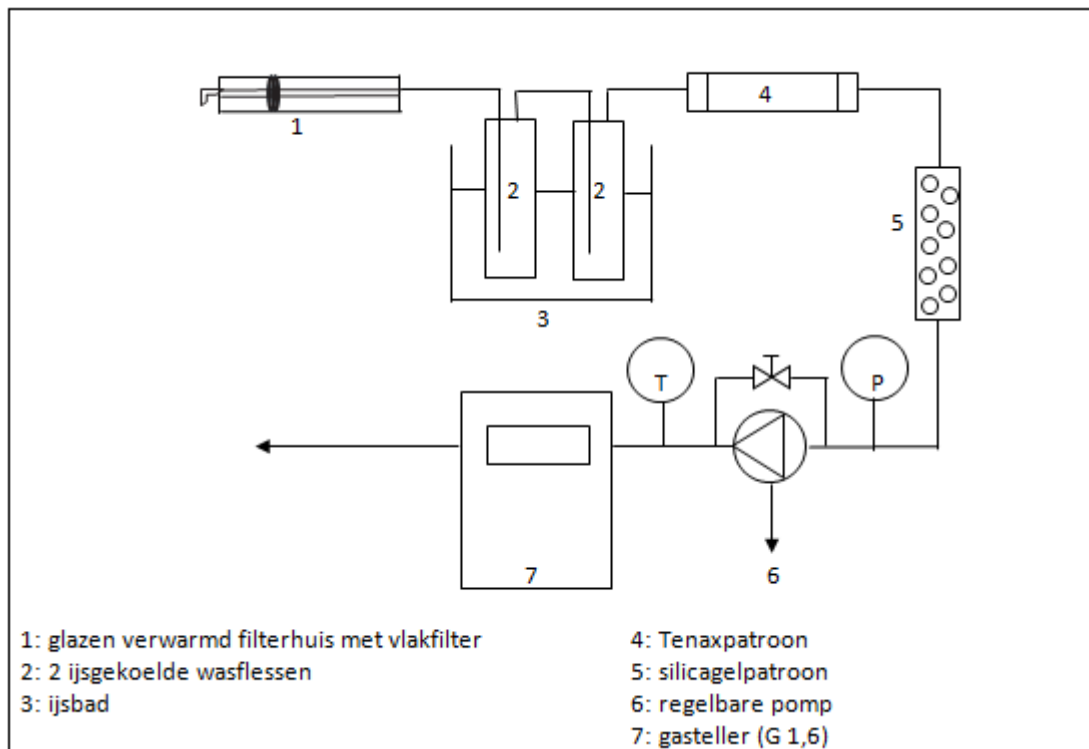 1
4
2
2
5
3
T
P
7
6
1: glazen verwarmd filterhuis met vlakfilter
2: 2 ijsgekoelde wasflessen
3: ijsbad
4: Tenaxpatroon
5: silicagelpatroon
6: regelbare pomp
7: gasteller (G 1,6)